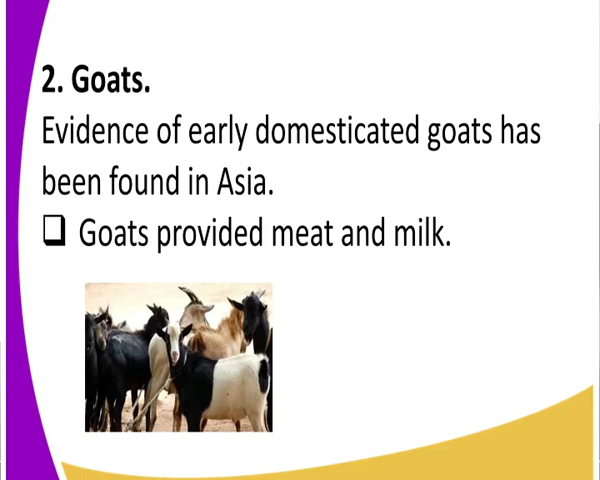 2. Goats.
Evidence of early domesticated goats has
been found in Asia.
❑ Goats provided meat and milk.